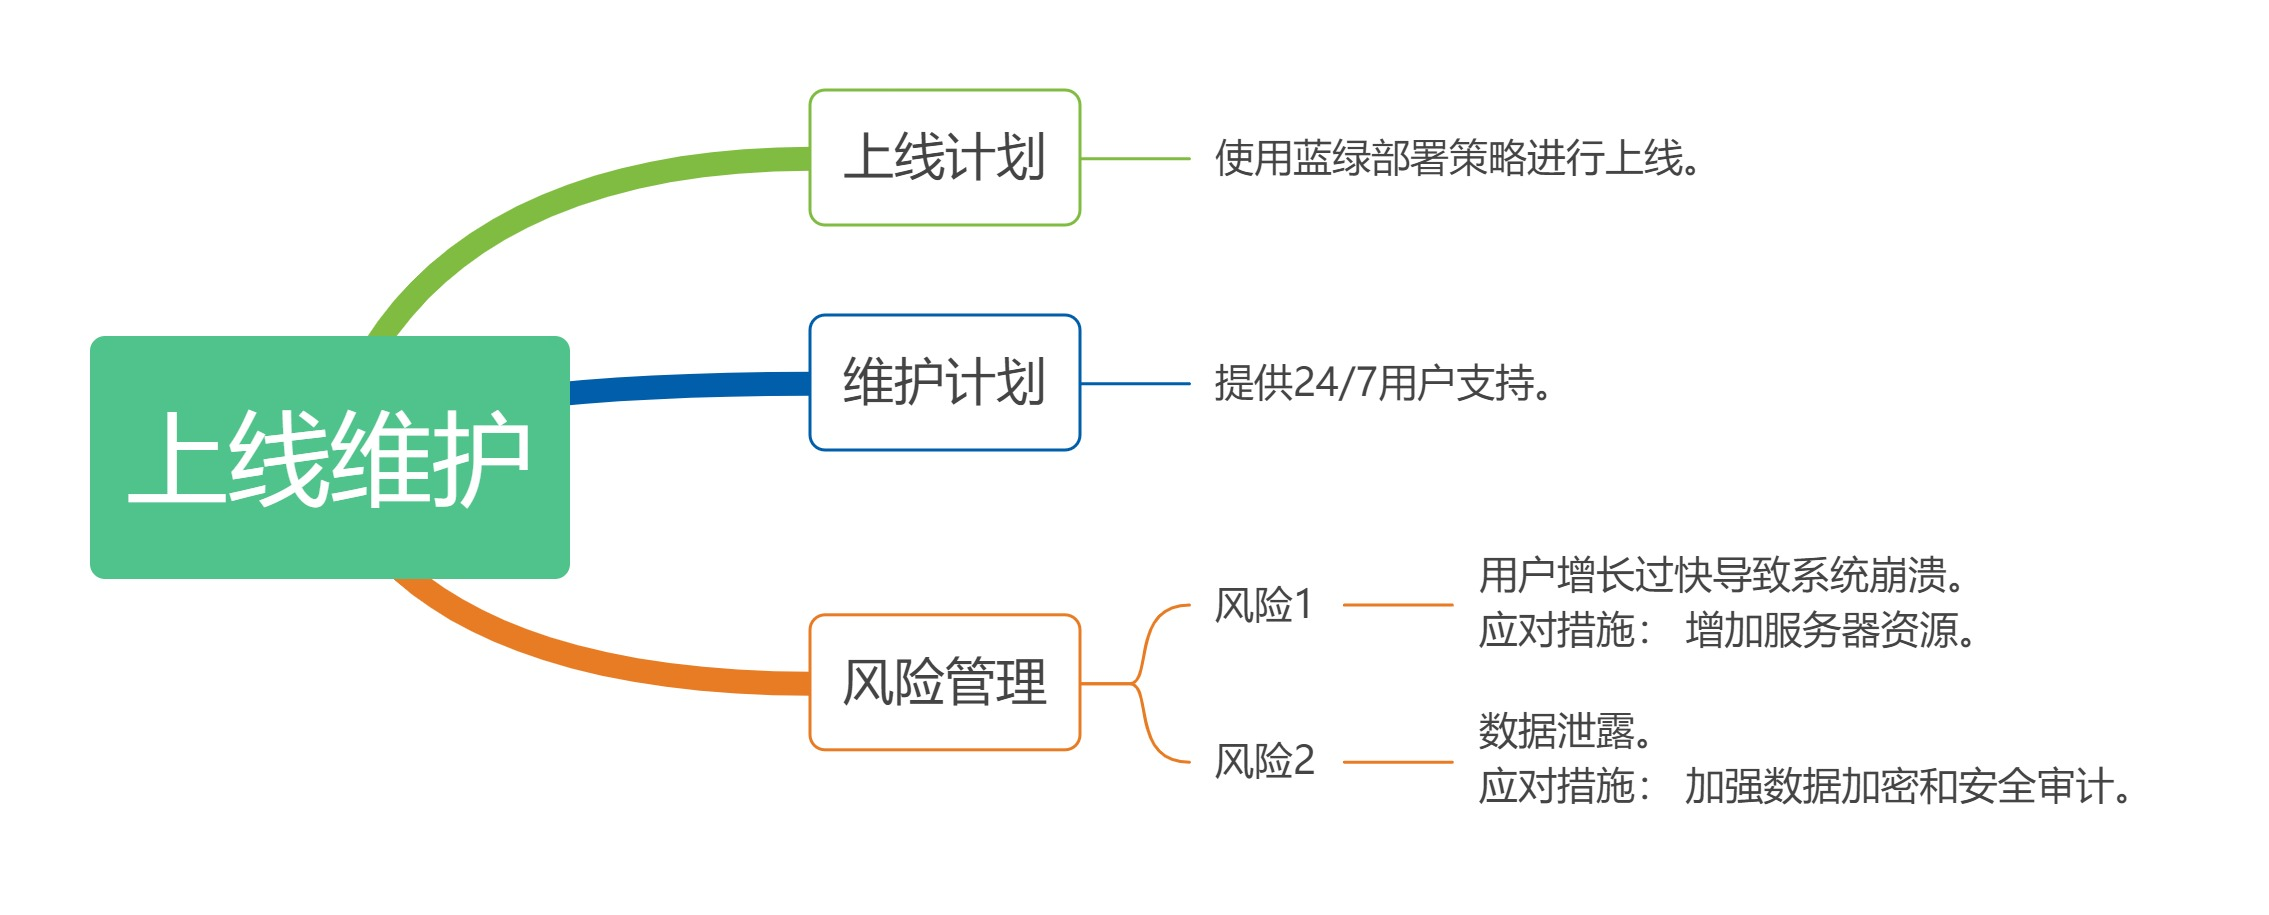 上线维护
上线计划
使用蓝绿部署策略进行上线。
维护计划
提供24/7用户支持。
风险管理
风险1
用户增长过快导致系统崩溃。
应对措施： 增加服务器资源。
风险2
数据泄露。
应对措施： 加强数据加密和安全审计。